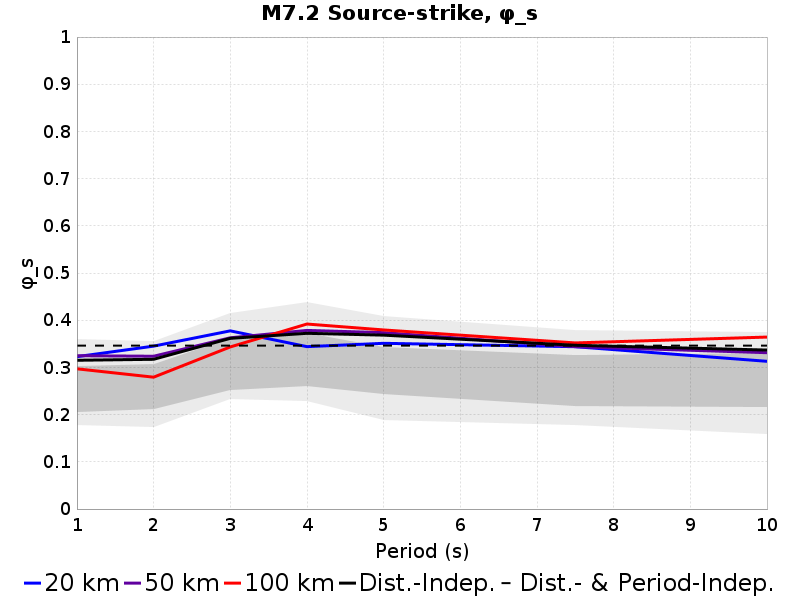 M7.2 Source-strike, φ_s
1
0.9
0.8
0.7
0.6
0.5
0.4
0.3
0.2
0.1
0
φ_s
1 2 3 4 5 6 7 8 9 10
Period (s)
20 km 50 km 100 km Dist.-Indep. Dist.- & Period-Indep.